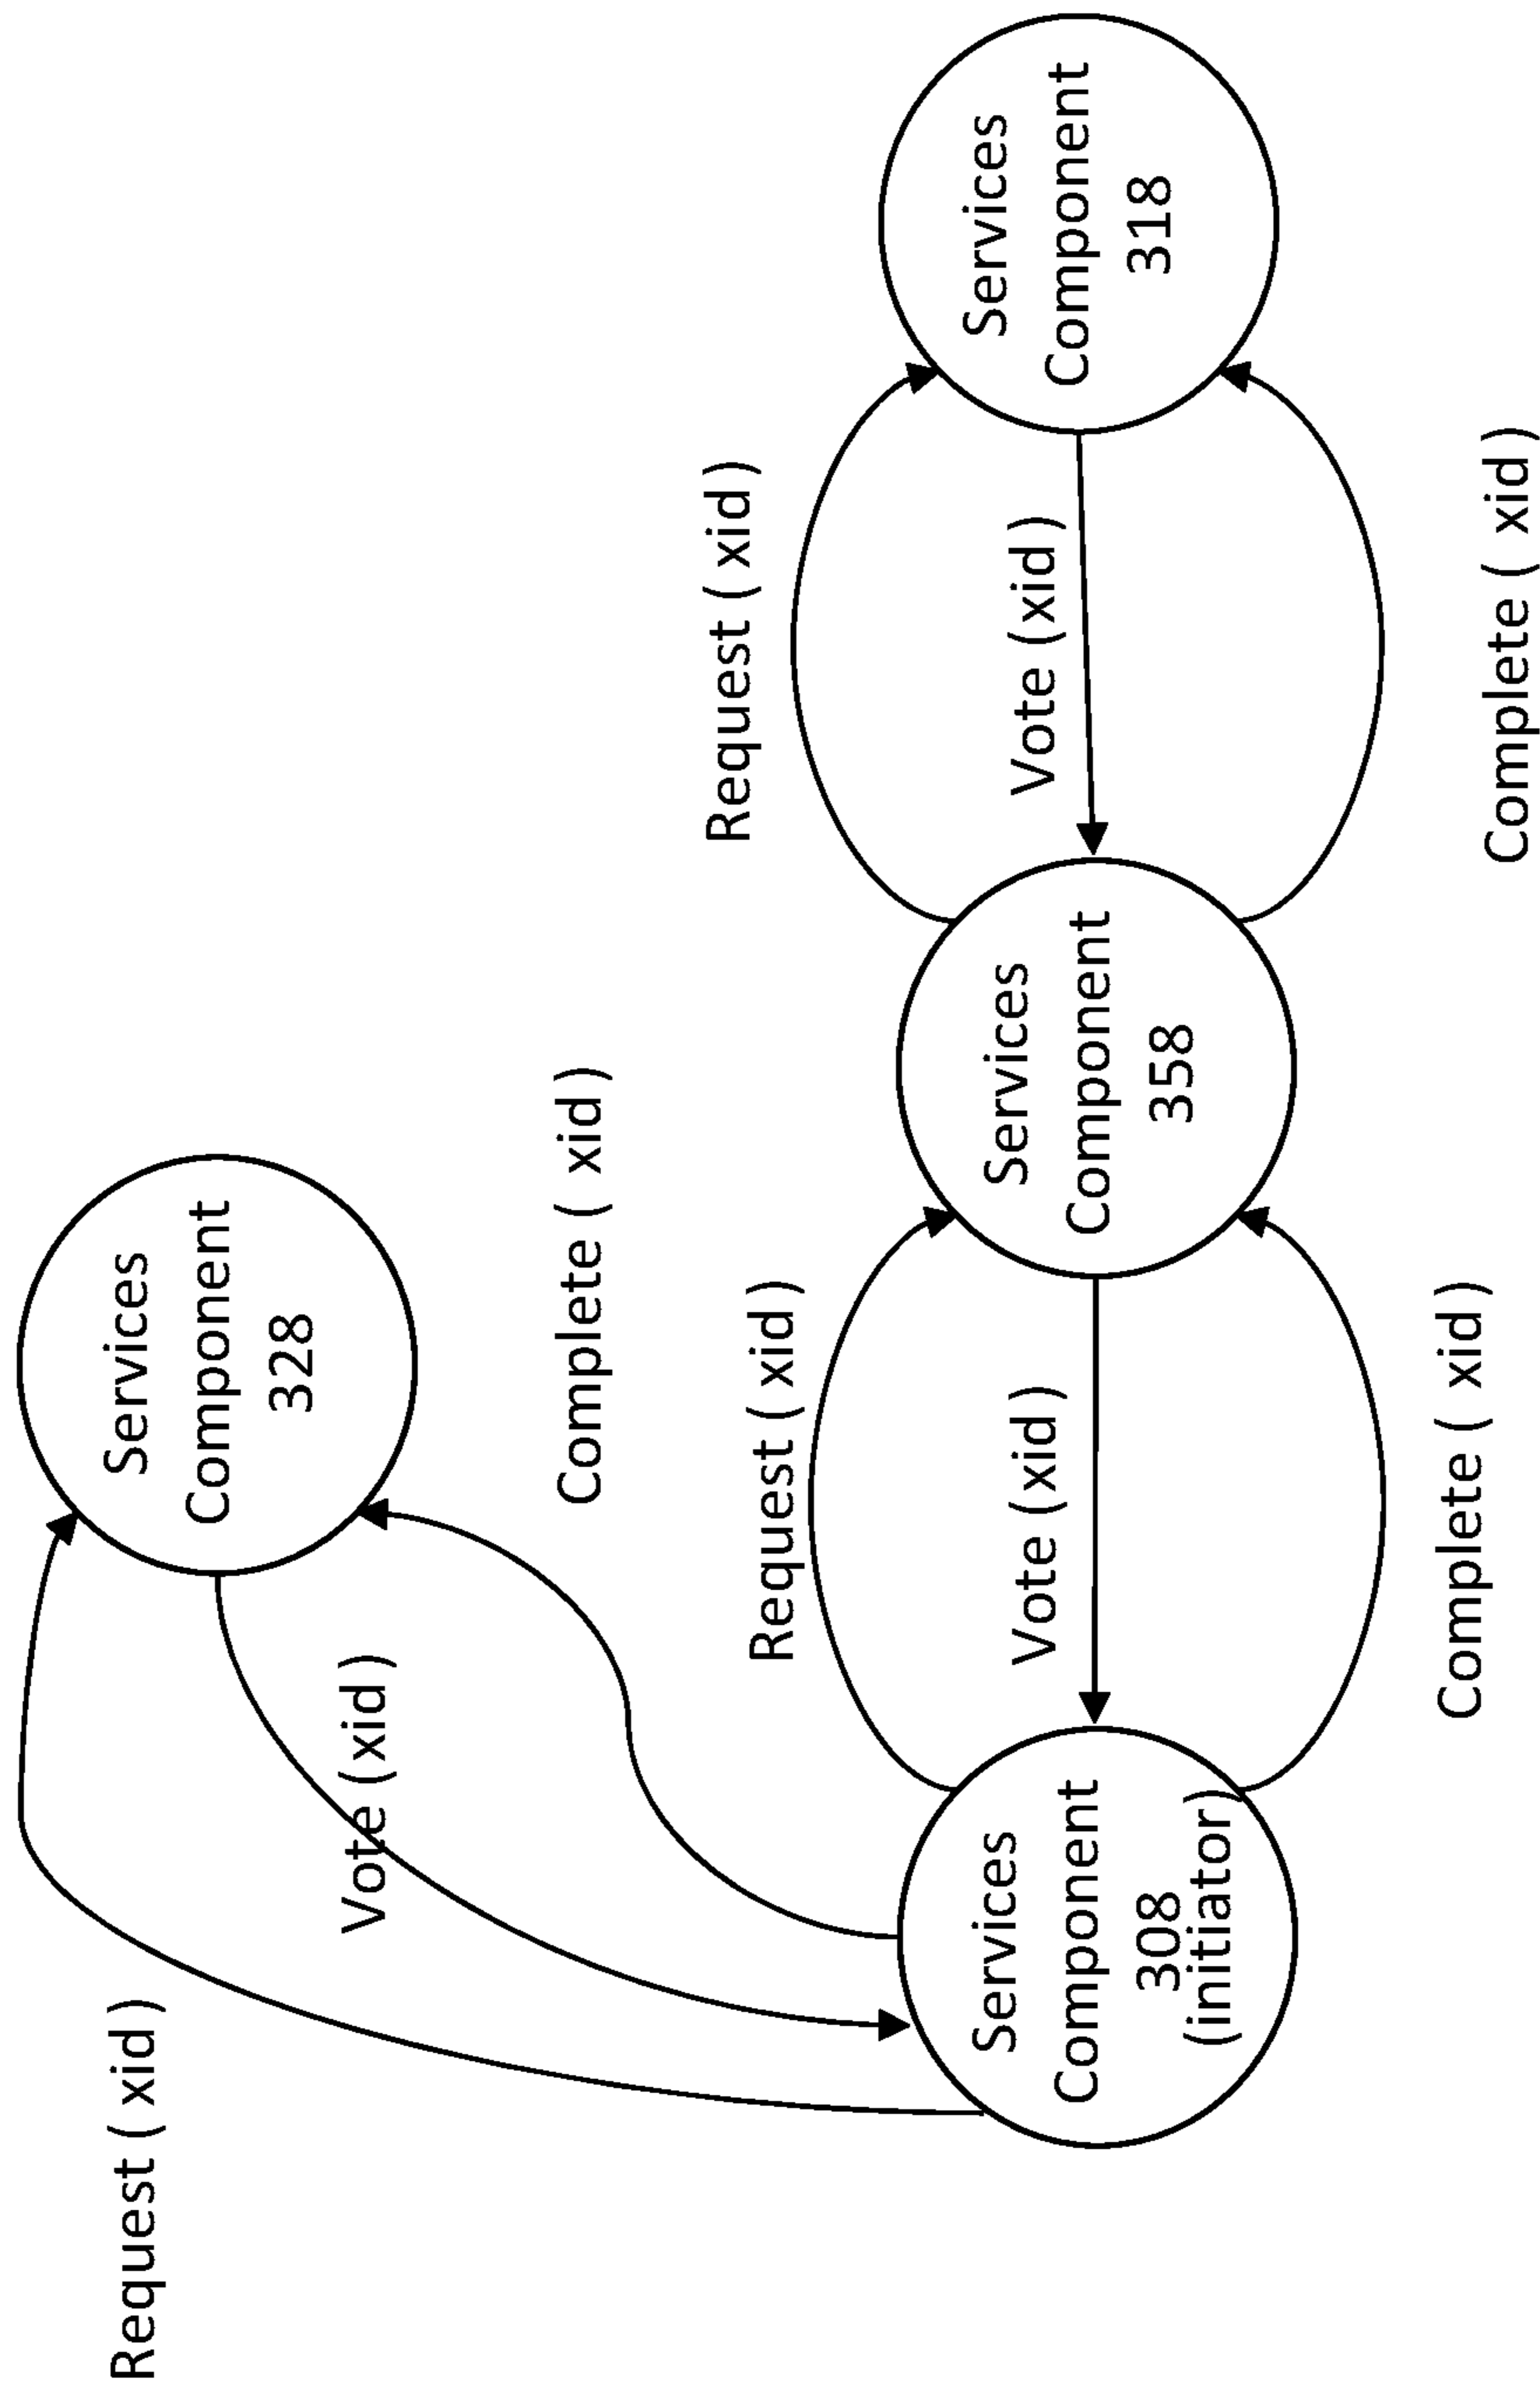 Request ( xid )
Vote (xid )
Services
Component
328
Complete ( xid )
Request ( xid )
Request ( xid )
Services
Component
308
(initiator)
Vote (xid )
Services
Component
358
Vote (xid )
Services
Component
318
Complete ( xid )
Complete ( xid )